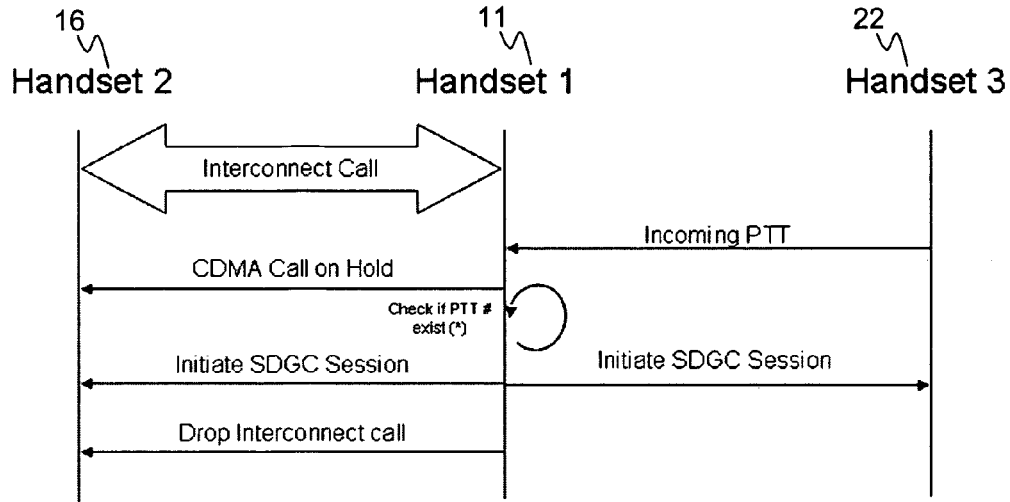 16
11
22
Handset 2
Handset 1
Handset 3
Interconnect Call
Incoming PTT
CDMA Call on Hold
Check if PTT #
exist (*)
Initiate SDGC Session
Initiate SDGC Session
Drop Interconnect call